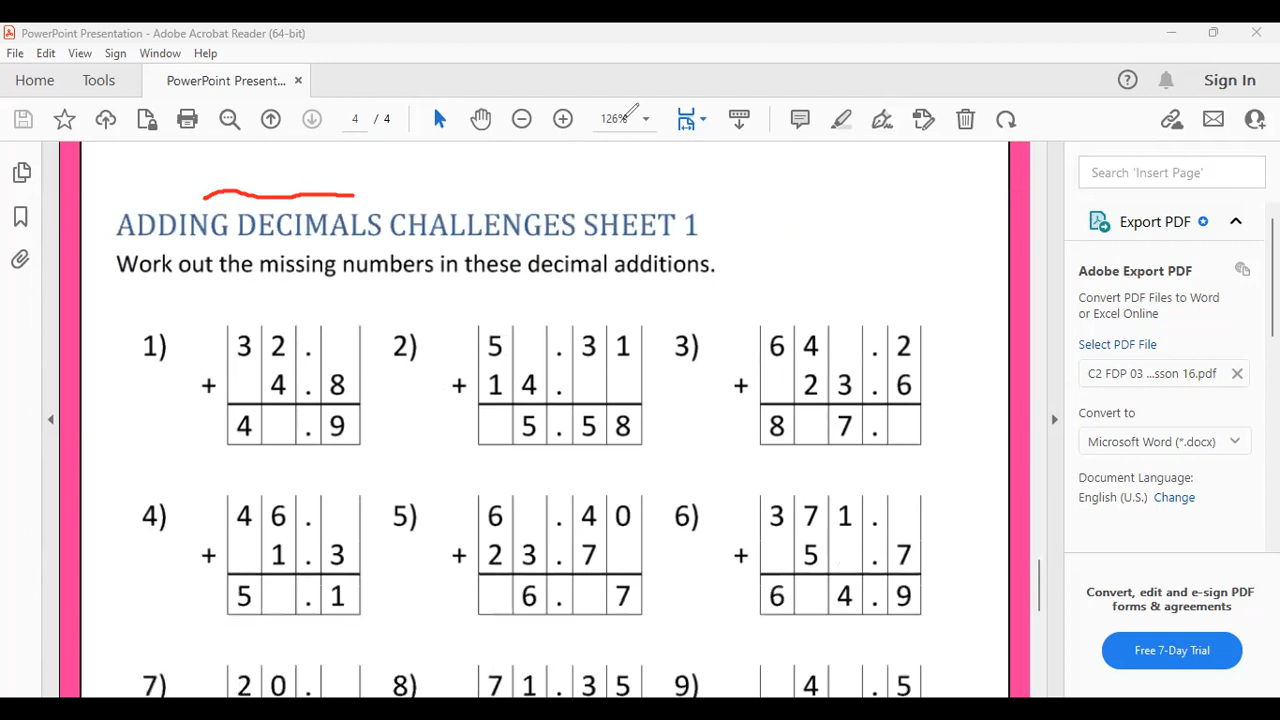 PowerPoint Presentation - Adobe Acrobat Reader (64-bit)
File Edit View Sign Window Help
Home Tools PowerPoint Present... × Sign In
4 / 4 126%
ADDING DECIMALS CHALLENGES SHEET 1
Work out the missing numbers in these decimal additions.
1) 3 2 . 2) 5 . 3 1 3) 6 4 . 2
+ 4 . 8 + 1 4 . + 2 3 . 6
4 . 9 5 . 5 8 8 7 .
4) 4 6 . 5) 6 . 4 0 6) 3 7 1 .
+ 1 . 3 + 2 3 . 7 + 5 . 7
5 . 1 6 . 7 6 4 . 9
7) 2 0 . 8) 7 1 . 3 5 9) 4 . 5
Search 'Insert Page'
Export PDF
Adobe Export PDF
Convert PDF Files to Word
or Excel Online
Select PDF File
C2 FDP 03 ...sson 16.pdf
Convert to
Microsoft Word (*.docx)
Document Language:
English (U.S.) Change
Convert, edit and e-sign PDF
forms & agreements
Free 7-Day Trial